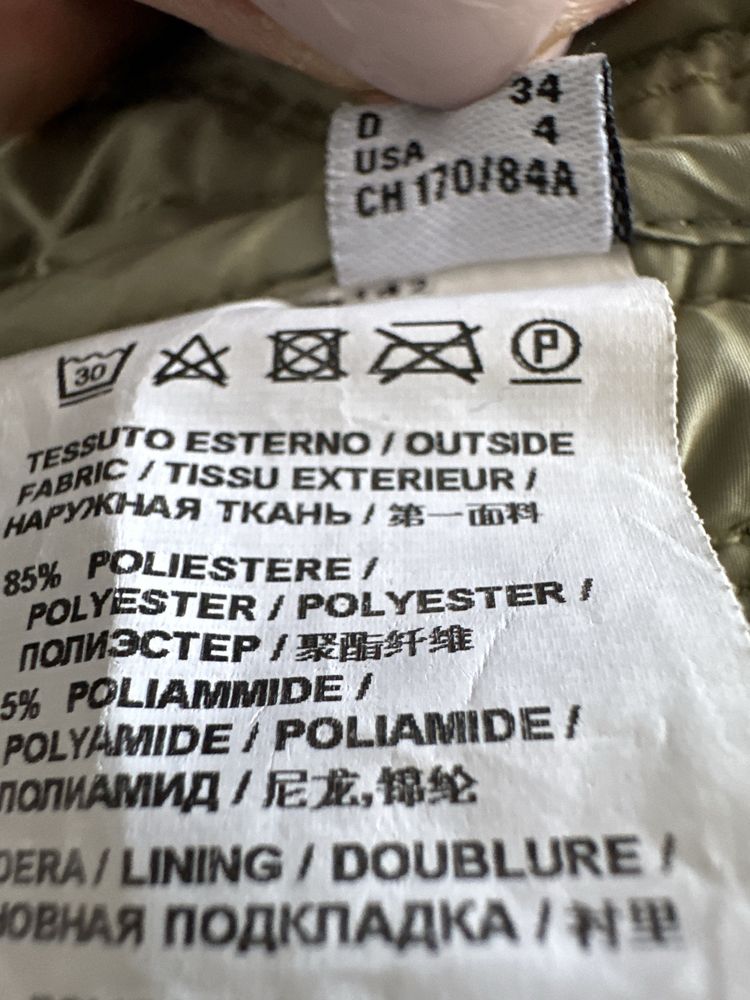 34
D
4
USA
CH 170/84A
30
P
TESSUTO ESTERNO / OUTSIDE
FABRIC / TISSU EXTERIEUR /
НАРУЖНАЯ ТКАНЬ / 第一面料
85% POLIESTERE /
POLYESTER / POLYESTER /
ПОЛИЭСТЕР / 聚酯纤维
5% POLIAMMIDE /
POLYAMIDE / POLIAMIDE /
ПОЛИАМИД / 尼龙,锦纶
DERA / LINING / DOUBLURE /
НОВНАЯ ПОДКЛАДКА / 衬里